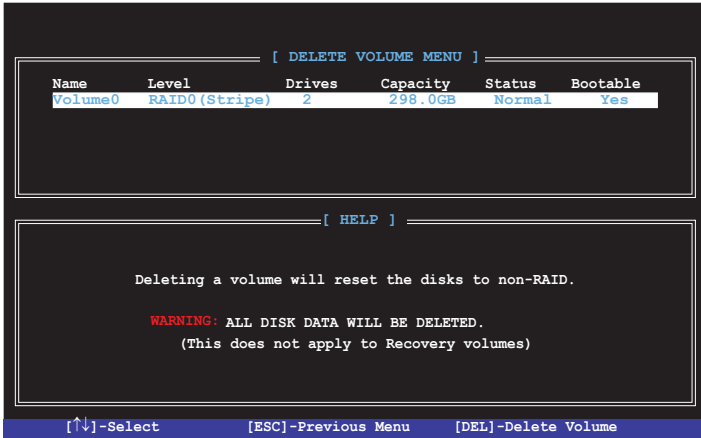 [ DELETE VOLUME MENU ]
Name Level Drives Capacity Status Bootable
Volume0 RAID0(Stripe) 2 298.0GB Normal Yes
[ HELP ]
Deleting a volume will reset the disks to non-RAID.
WARNING: ALL DISK DATA WILL BE DELETED.
(This does not apply to Recovery volumes)
[↑↓]-Select [ESC]-Previous Menu [DEL]-Delete Volume